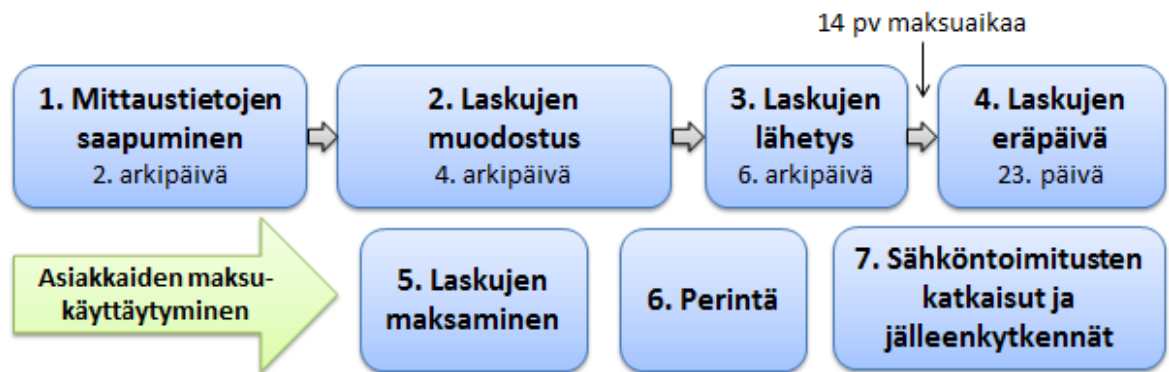 14 pv maksuaikaa
1. Mittaustietojen
saapuminen
2. arkipäivä
2. Laskujen
muodostus
4. arkipäivä
3. Laskujen
lähetys
6. arkipäivä
4. Laskujen
eräpäivä
23. päivä
Asiakkaiden maksu-
käyttäytyminen
5. Laskujen
maksaminen
6. Perintä
7. Sähköntoimitusten
katkaisut ja
jälleenkytkennät